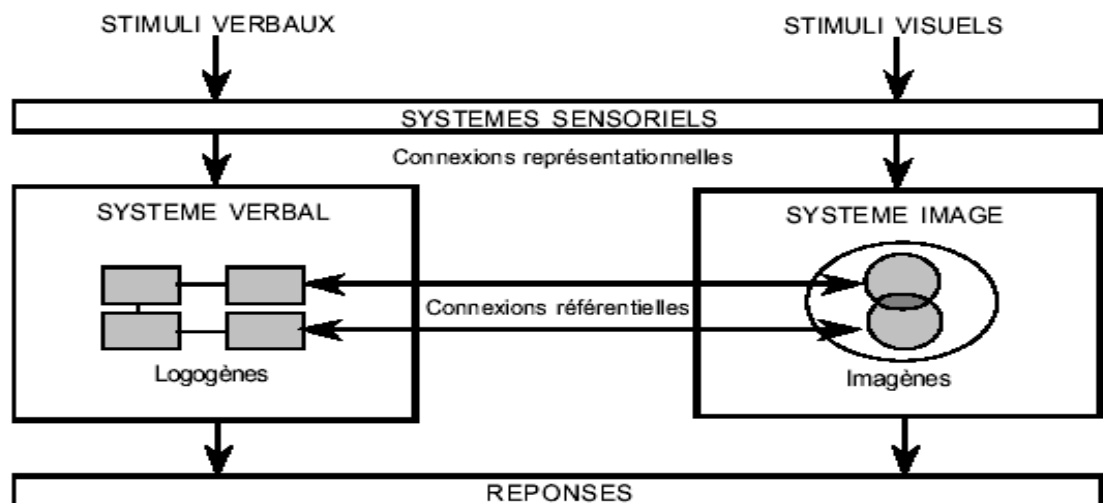 STIMULI VERBAUX
STIMULI VISUELS
SYSTEMES SENSORIELS
Connexions représentationnelles
SYSTEME VERBAL
SYSTEME IMAGE
Connexions référentielles
Logogènes
Imagènes
REPONSES